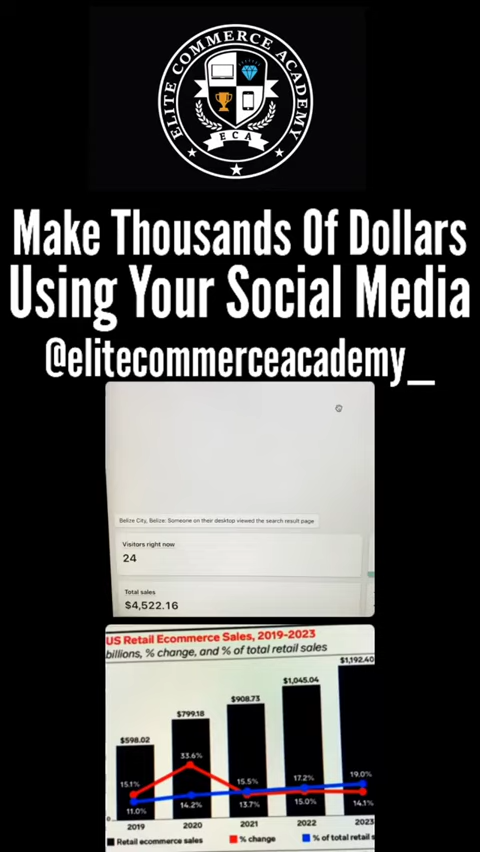 ELITE COMMERCE ACADEMY
ECA
Make Thousands Of Dollars
Using Your Social Media
@elitecommerceacademy_
Belize City, Belize: Someone on their desktop viewed the search result page
Visitors right now
24
Total sales
$4,522.16
US Retail Ecommerce Sales, 2019-2023
billions, % change, and % of total retail sales
$1,192.40
$1,045.04
$908.73
$799.18
$598.02
33.6%
15.1% 15.5% 17.2% 19.0%
11.0% 14.2% 13.7% 15.0% 14.1%
2019 2020 2021 2022 2023
Retail ecommerce sales % change % of total retail s